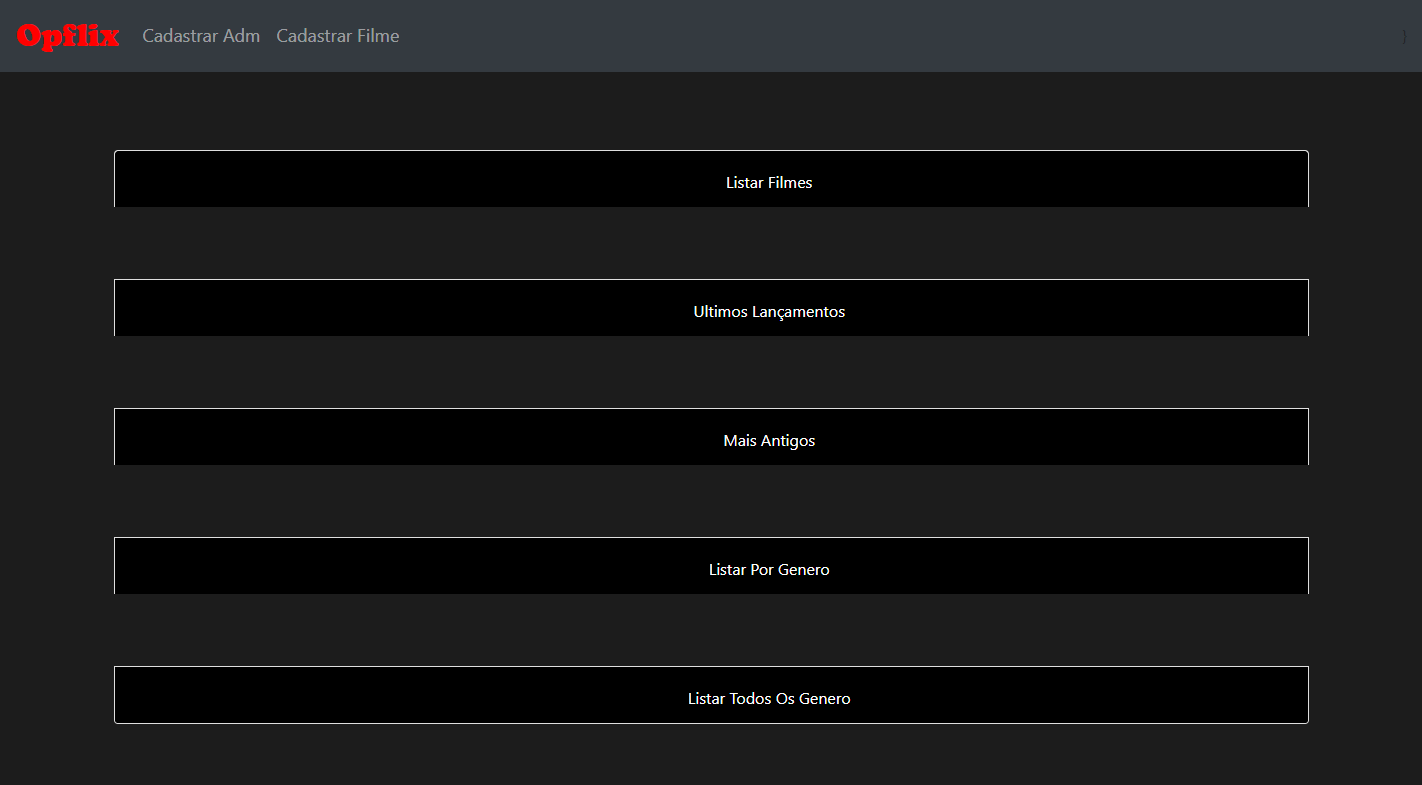 Opflix Cadastrar Adm Cadastrar Filme )
Listar Filmes
Ultimos Lançamentos
Mais Antigos
Listar Por Genero
Listar Todos Os Genero